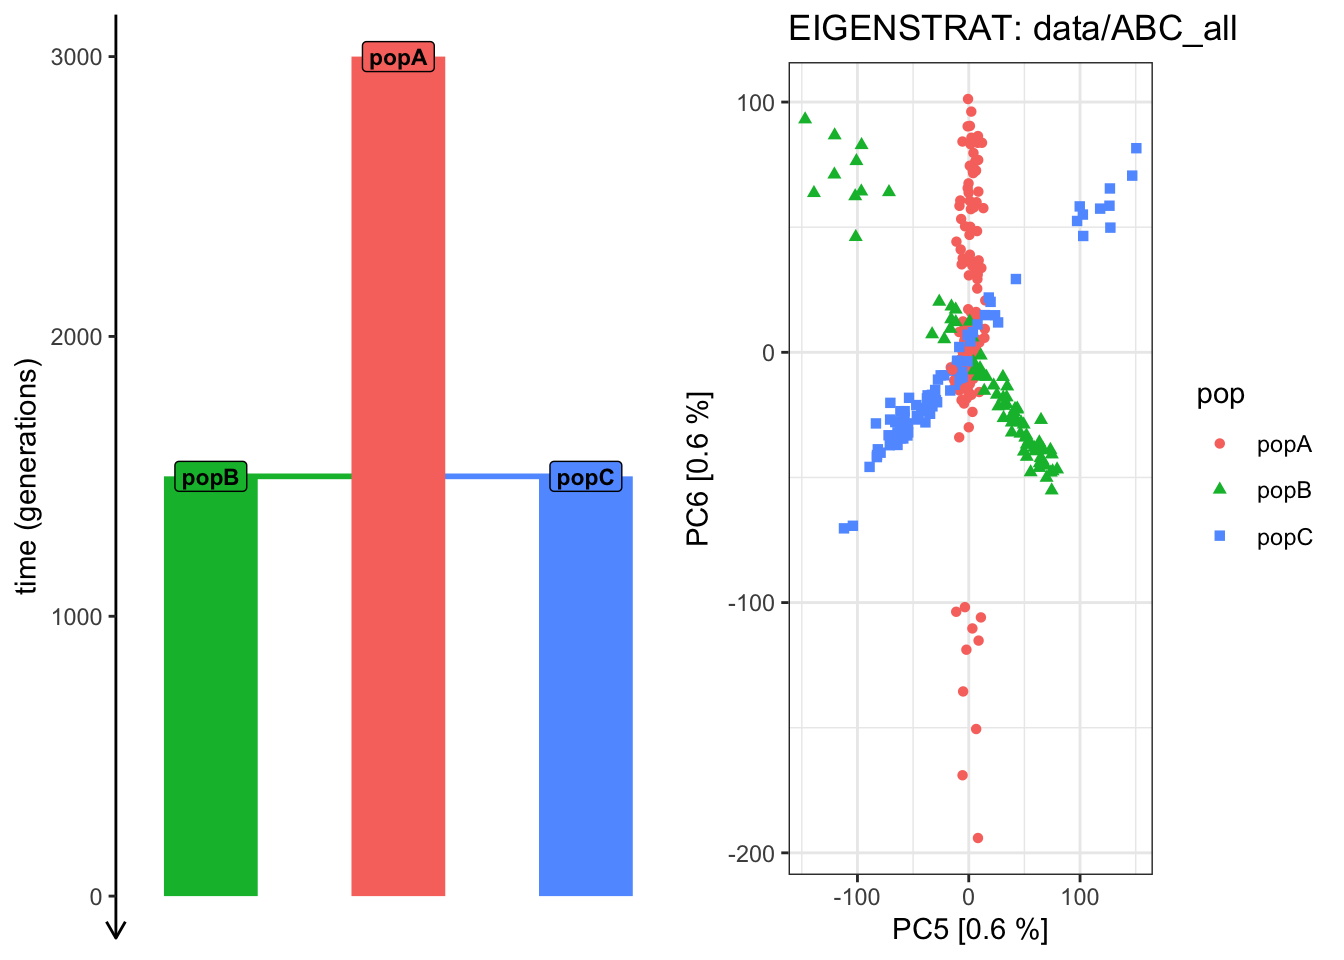 time (generations)
3000
2000
1000
0
popA
popB
popC
EIGENSTRAT: data/ABC_all
PC6 [0.6 %]
100
0
-100
-200
-100
0
100
PC5 [0.6 %]
pop
popA
popB
popC